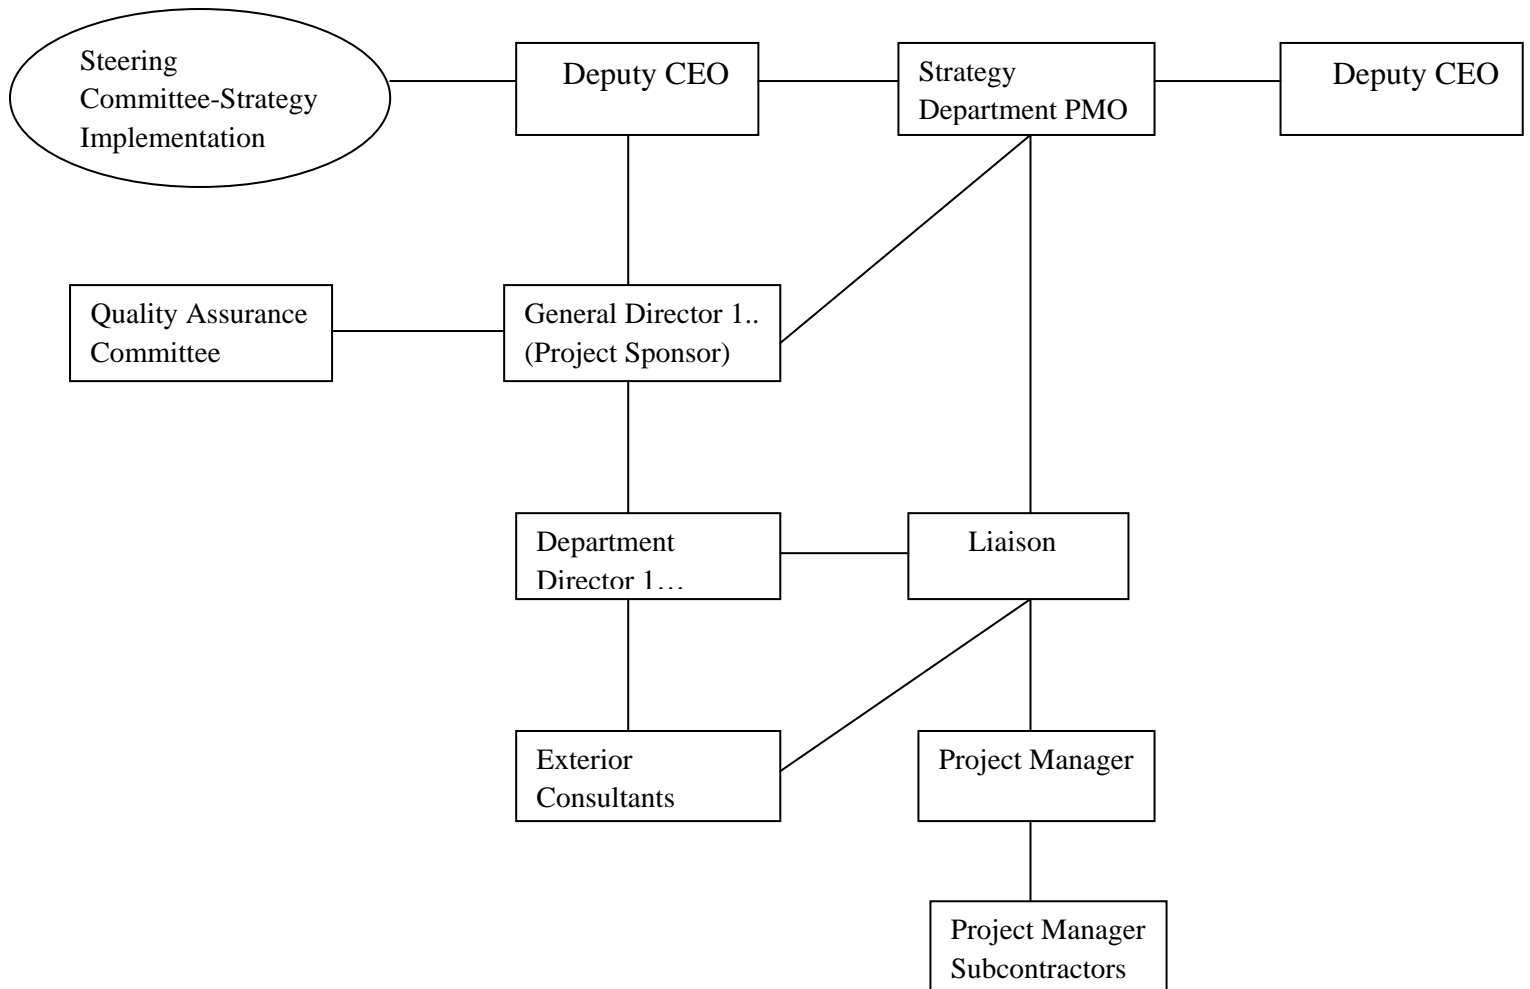 Steering
Committee-Strategy
Implementation
Deputy CEO
Strategy
Department PMO
Deputy CEO
Quality Assurance
Committee
General Director 1..
(Project Sponsor)
Department
Director 1…
Liaison
Exterior
Consultants
Project Manager
Project Manager
Subcontractors